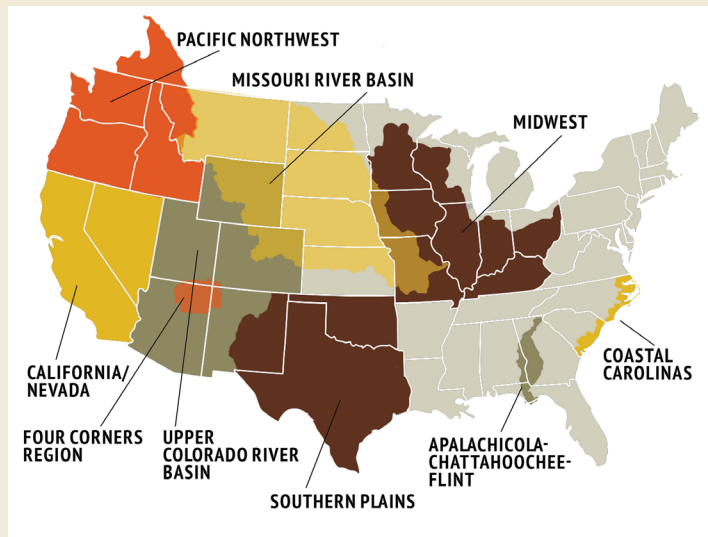 PACIFIC NORTHWEST
MISSOURI RIVER BASIN
MIDWEST
CALIFORNIA/
NEVADA
FOUR CORNERS
REGION
UPPER
COLORADO RIVER
BASIN
SOUTHERN PLAINS
APALACHICOLA-
CHATTAHOOCHEE-
FLINT
COASTAL
CAROLINAS